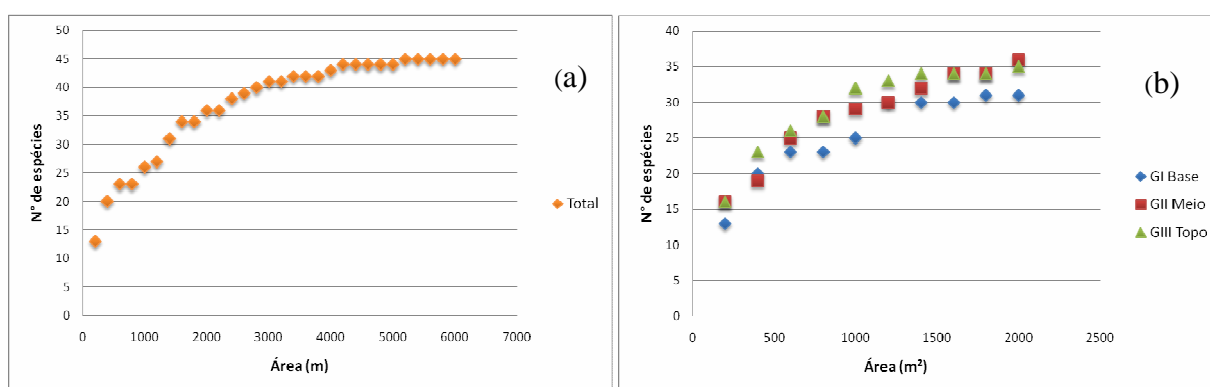 (a)
N° de espécies
50
45
40
35
30
25
20
15
10
5
0
0 1000 2000 3000 4000 5000 6000 7000
Área (m)
Total
(b)
N° de espécies
40
35
30
25
20
15
10
5
0
0 500 1000 1500 2000 2500
Área (m²)
GI Base
GII Meio
GIII Topo